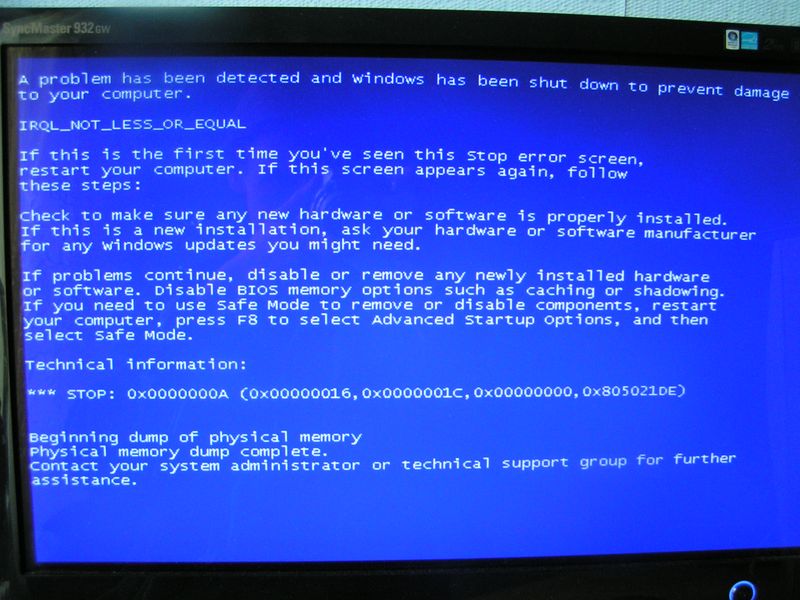 SyncMaster 932GW
A problem has been detected and Windows has been shut down to prevent damage
to your computer.
IRQL_NOT_LESS_OR_EQUAL
If this is the first time you've seen this Stop error screen,
restart your computer. If this screen appears again, follow
these steps:
Check to make sure any new hardware or software is properly installed.
If this is a new installation, ask your hardware or software manufacturer
for any Windows updates you might need.
If problems continue, disable or remove any newly installed hardware
or software. Disable BIOS memory options such as caching or shadowing.
If you need to use Safe Mode to remove or disable components, restart
your computer, press F8 to select Advanced Startup Options, and then
select Safe Mode.
Technical information:
*** STOP: 0x0000000A (0x00000016,0x0000001C,0x00000000,0x805021DE)
Beginning dump of physical memory
Physical memory dump complete.
Contact your system administrator or technical support group for further
assistance.